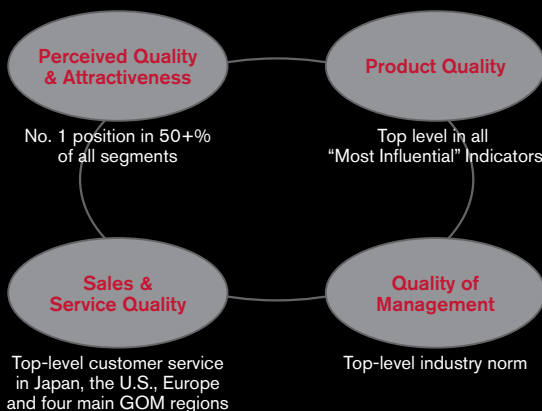 Perceived Quality
& Attractiveness
No. 1 position in 50+%
of all segments
Product Quality
Top level in all
“Most Influential” Indicators
Sales &
Service Quality
Top-level customer service
in Japan, the U.S., Europe
and four main GOM regions
Quality of
Management
Top-level industry norm